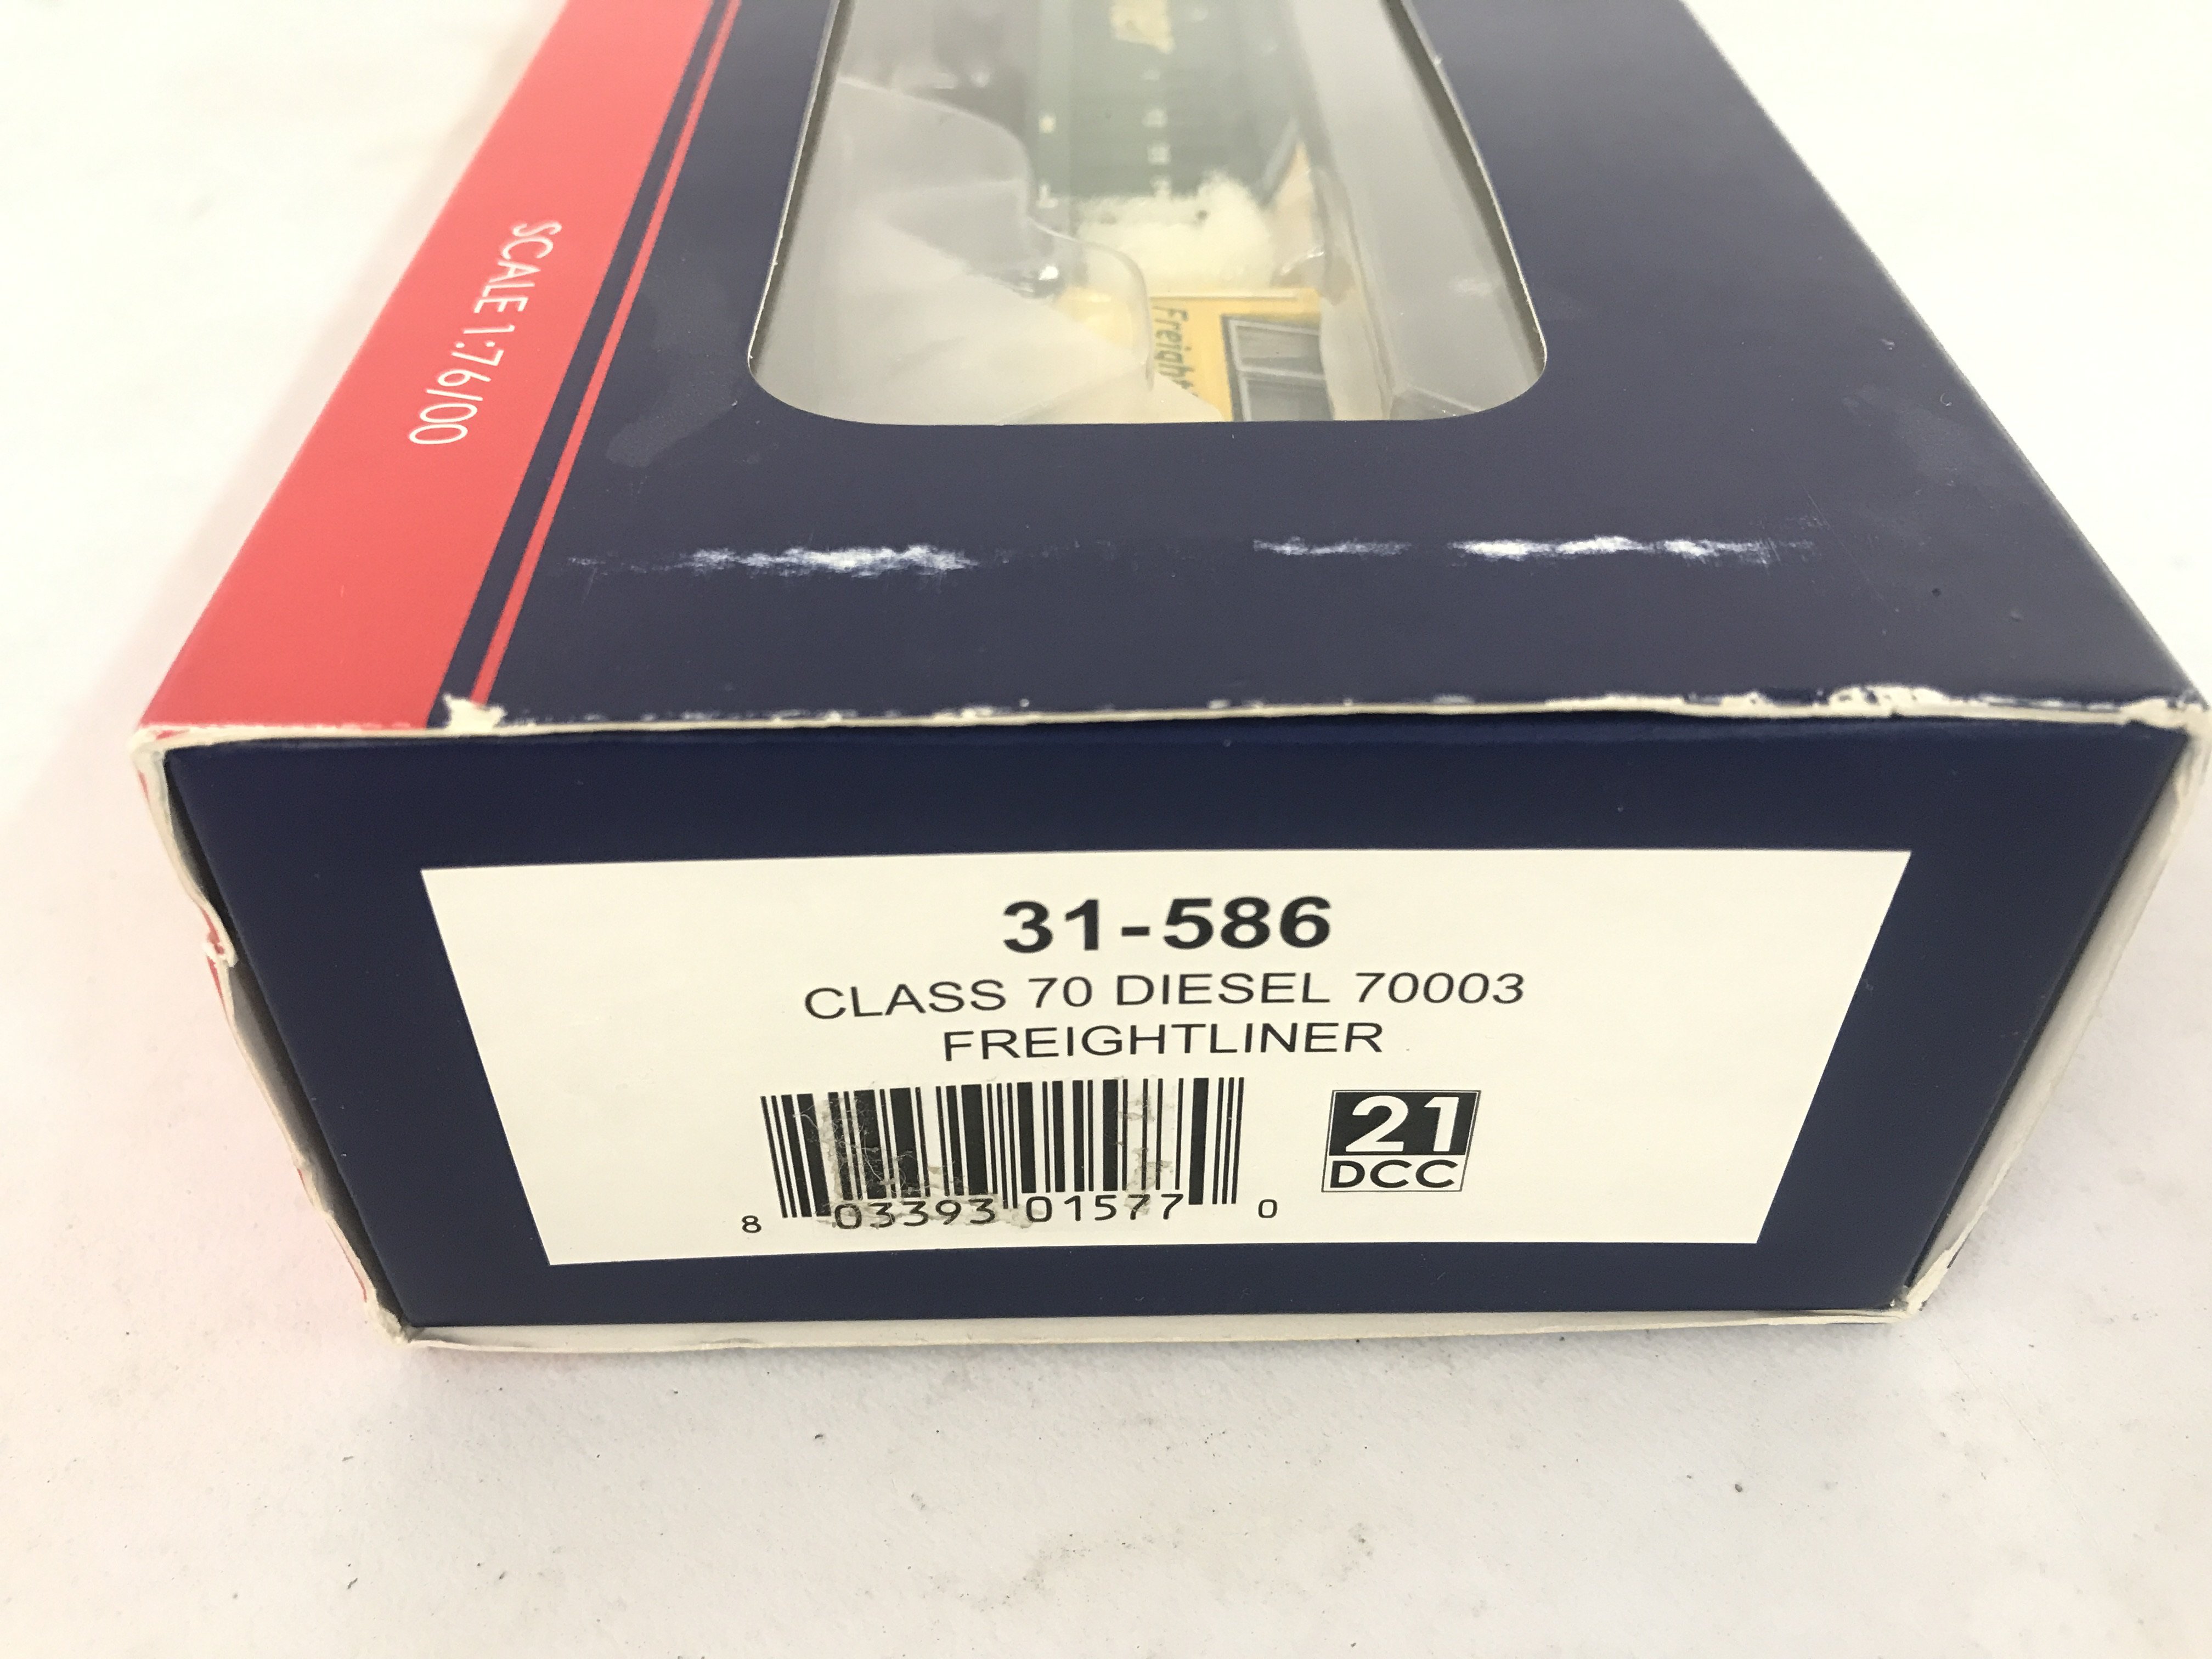 SCALE 1:76/00
Freight
31-586
CLASS 70 DIESEL 70003
FREIGHTLINER
8 03393 01577 0
21
DCC